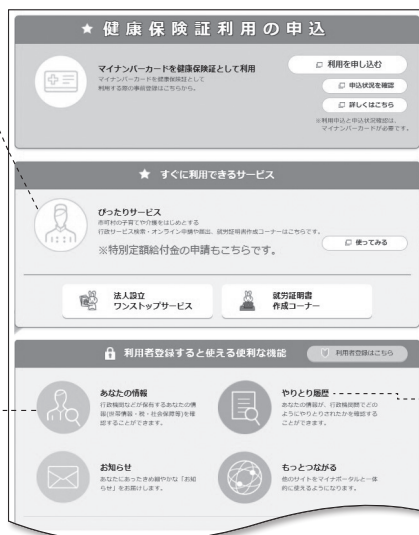 ★ 健康保険証利用の申込
マイナンバーカードを健康保険証として利用
マイナンバーカードを健康保険証として
利用する際の事前登録はこちらから。
利用を申し込む
申込状況を確認
詳しくはこちら
※利用申込と申込状況確認は、
マイナンバーカードが必要です。
★ すぐに利用できるサービス
ぴったりサービス
市町村の子育てや介護をはじめとする
行政サービス検索・オンライン申請や届出、就労証明書作成コーナーはこちらです。
※特別定額給付金の申請もこちらです。
使ってみる
法人設立
ワンストップサービス
就労証明書
作成コーナー
利用者登録すると使える便利な機能
利用者登録はこちら
あなたの情報
行政機関などが保有するあなたの情
報(世帯情報・税・社会保障等)を確
認することができます。
やりとり履歴
あなたの情報が、行政機関間でどの
ようにやりとりされたかを確認する
ことができます。
お知らせ
あなたにあったきめ細やかな「お知
らせ」をお届けします。
もっとつながる
他のサイトをマイナポータルと一体
的に使えるようになります。